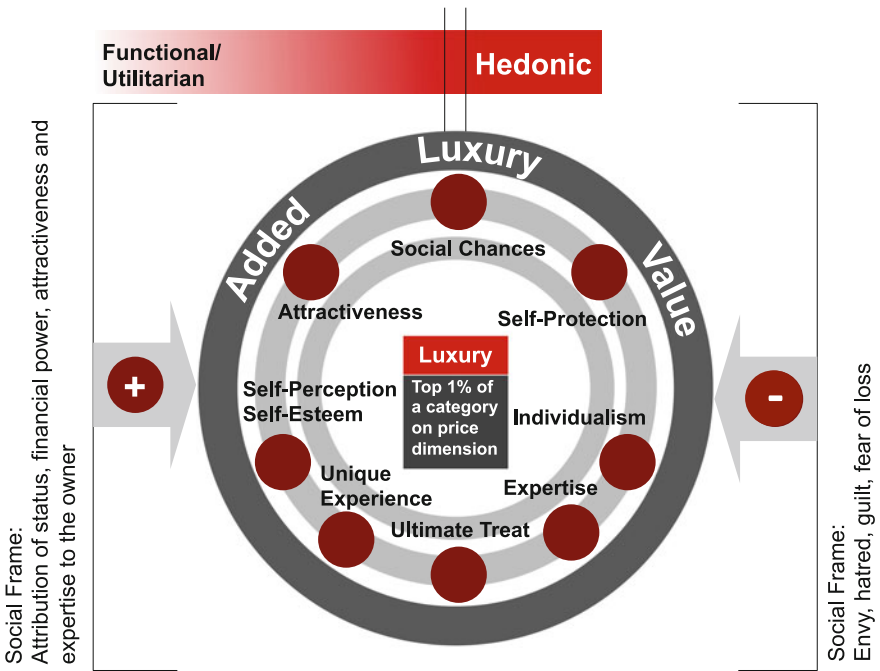 Functional/
Utilitarian
Hedonic
Added
Luxury
Value
Social Chances
Attractiveness
Self-Protection
Luxury
Top 1% of
a category
on price
dimension
Self-Perception
Self-Esteem
Individualism
Unique
Experience
Expertise
Ultimate Treat
+
-
Social Frame:
Attribution of status, financial power, attractiveness and
expertise to the owner
Social Frame:
Envy, hatred, guilt, fear of loss